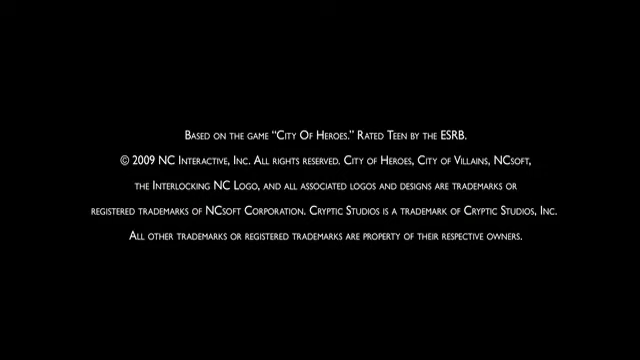 Based on the game “City Of Heroes.” Rated Teen by the ESRB.
© 2009 NC Interactive, Inc. All rights reserved. City of Heroes, City of Villains, NCsoft,
the Interlocking NC Logo, and all associated logos and designs are trademarks or
registered trademarks of NCsoft Corporation. Cryptic Studios is a trademark of Cryptic Studios, Inc.
All other trademarks or registered trademarks are property of their respective owners.